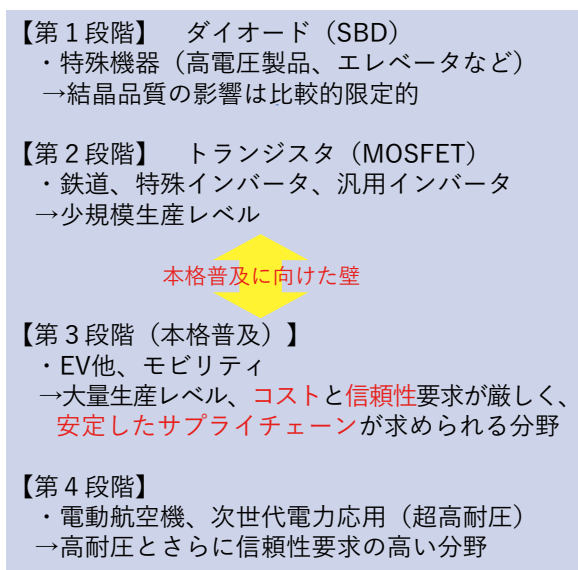 【第１段階】　ダイオード（SBD）
・特殊機器（高電圧製品、エレベータなど）
→結晶品質の影響は比較的限定的
【第２段階】　トランジスタ（MOSFET）
・鉄道、特殊インバータ、汎用インバータ
→少規模生産レベル
本格普及に向けた壁
【第３段階（本格普及）】
・EV他、モビリティ
→大量生産レベル、コストと信頼性要求が厳しく、
安定したサプライチェーンが求められる分野
【第４段階】
・電動航空機、次世代電力応用（超高耐圧）
→高耐圧とさらに信頼性要求の高い分野